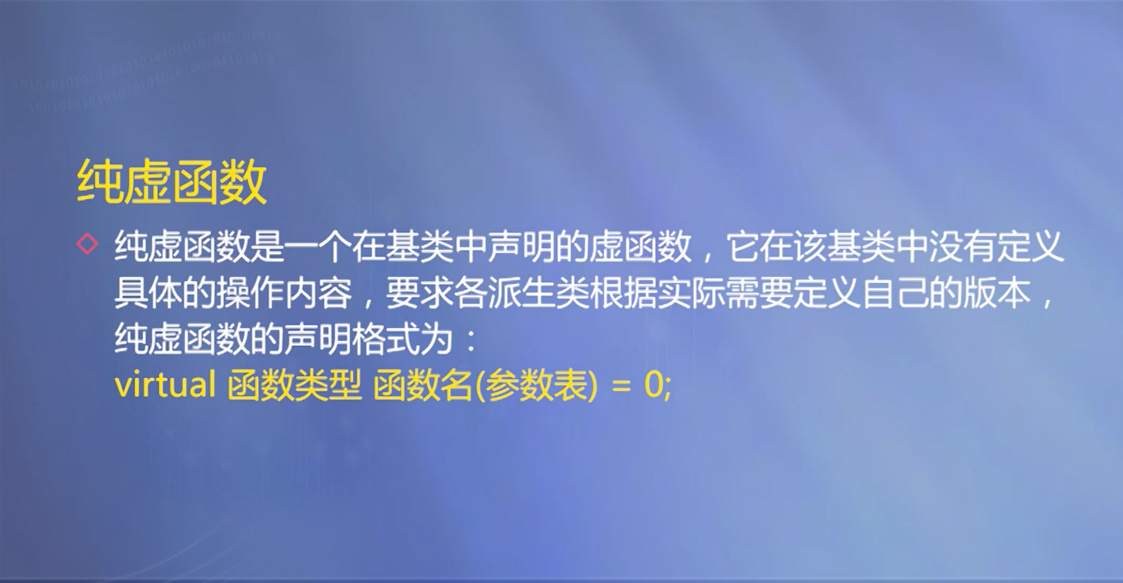 纯虚函数
纯虚函数是一个在基类中声明的虚函数，它在该基类中没有定义
具体的操作内容，要求各派生类根据实际需要定义自己的版本，
纯虚函数的声明格式为：
virtual 函数类型 函数名(参数表) = 0;